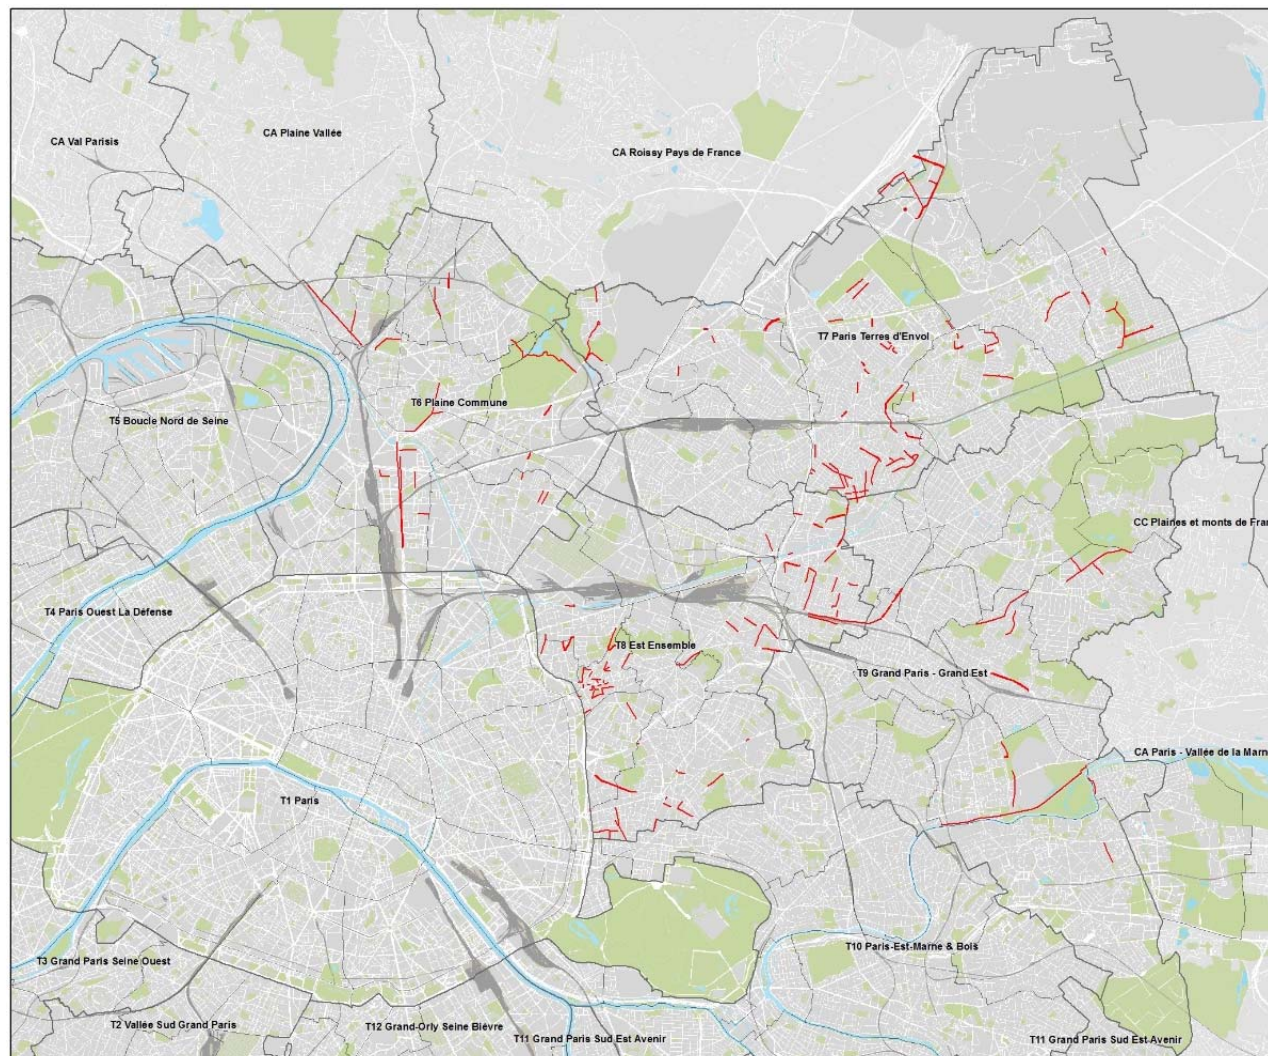 CA Plaine Vallée
CA Val Parisis
CA Roissy Pays de France
T7 Paris Terres d'Envol
T6 Plaine Commune
T5 Boucle Nord de Seine
CC Plaines et monts de Fran
T4 Paris Ouest La Défense
T8 Est Ensemble
T9 Grand Paris - Grand Est
CA Paris - Vallée de la Marn
T1 Paris
T10 Paris-Est-Marne & Bois
T3 Grand Paris Seine Ouest
T2 Vallée Sud Grand Paris
T12 Grand-Orly Seine Bièvre
T11 Grand Paris Sud Est Avenir
T11 Grand Paris Sud Est Avenir